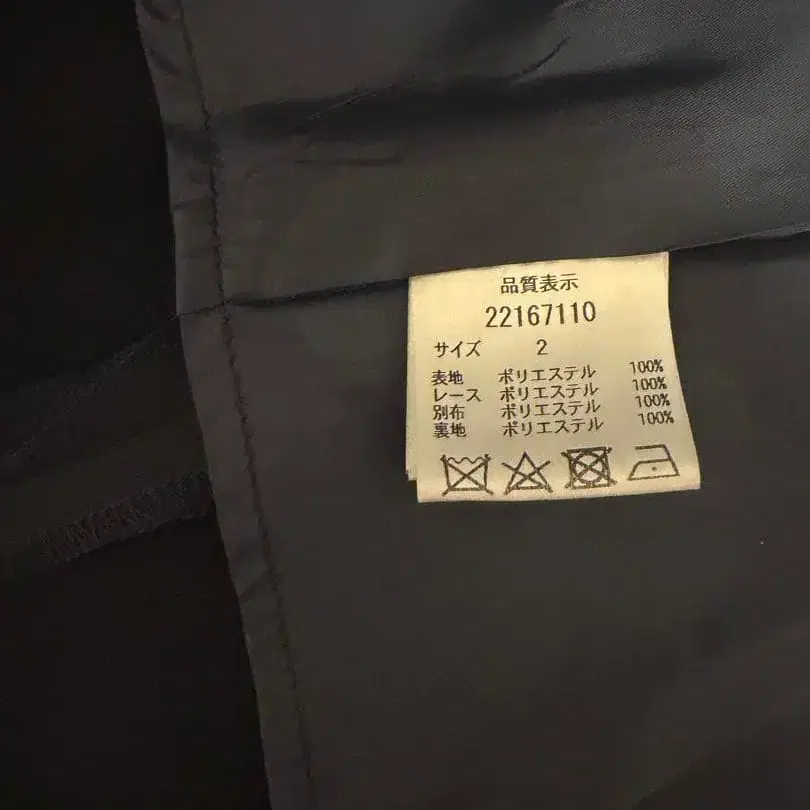 品質表示
22167110
サイズ 2
表地 ポリエステル 100%
レース ポリエステル 100%
別布 ポリエステル 100%
裏地 ポリエステル 100%